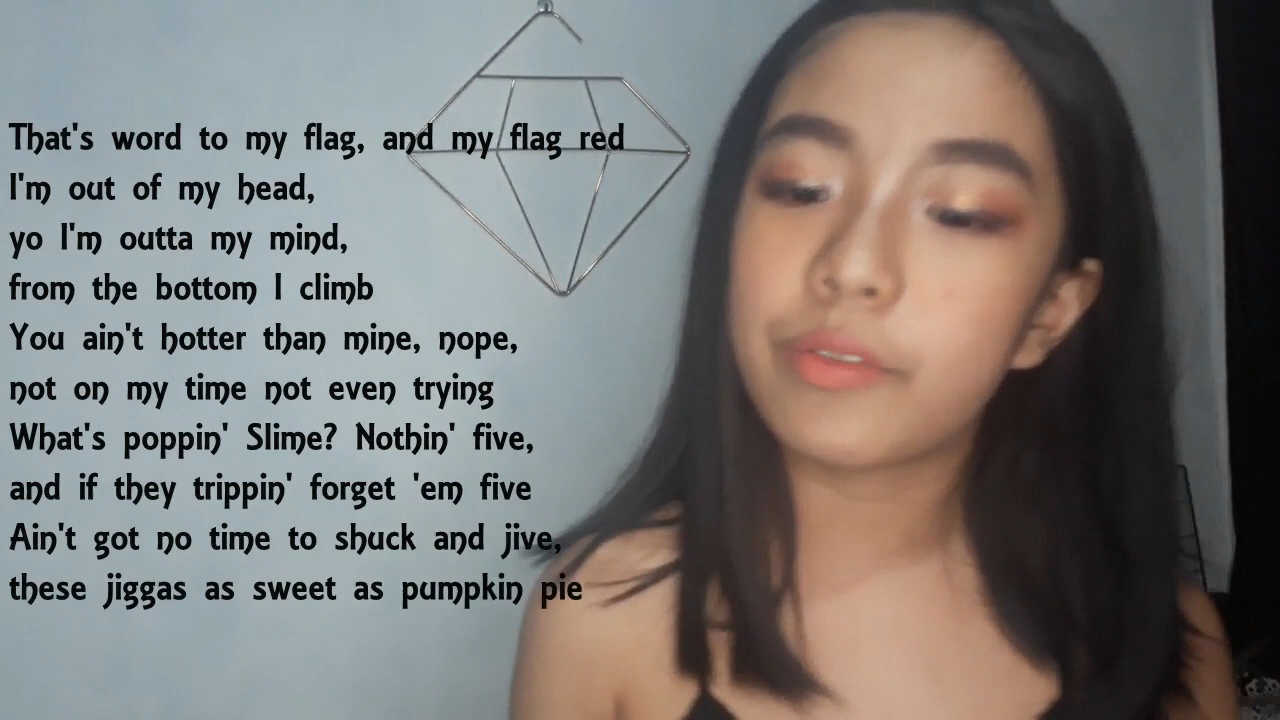 That's word to my flag, and my flag red
I'm out of my head,
yo I'm outta my mind,
from the bottom I climb
You ain't hotter than mine, nope,
not on my time not even trying
What's poppin' Slime? Nothin' five,
and if they trippin' forget 'em five
Ain't got no time to shuck and jive,
these jiggas as sweet as pumpkin pie